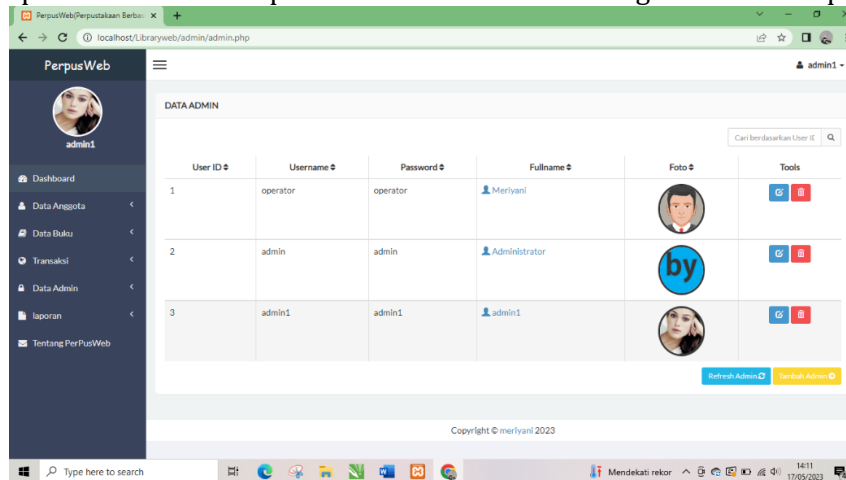 PerpusWeb(Perpustakaan Berbas
localhost/Libraryweb/admin/admin.php
PerpusWeb
admin1
admin1
Dashboard
Data Anggota
Data Buku
Transaksi
Data Admin
laporan
Tentang PerPusWeb
DATA ADMIN
Cari berdasarkan User ID
User ID Username Password Fullname Foto Tools
1 operator operator Meriyani
2 admin admin Administrator
by
3 admin1 admin1 admin1
Refresh Admin Tambah Admin
Copyright © meriyani 2023
Type here to search
Mendekati rekor
14:11
17/05/2023